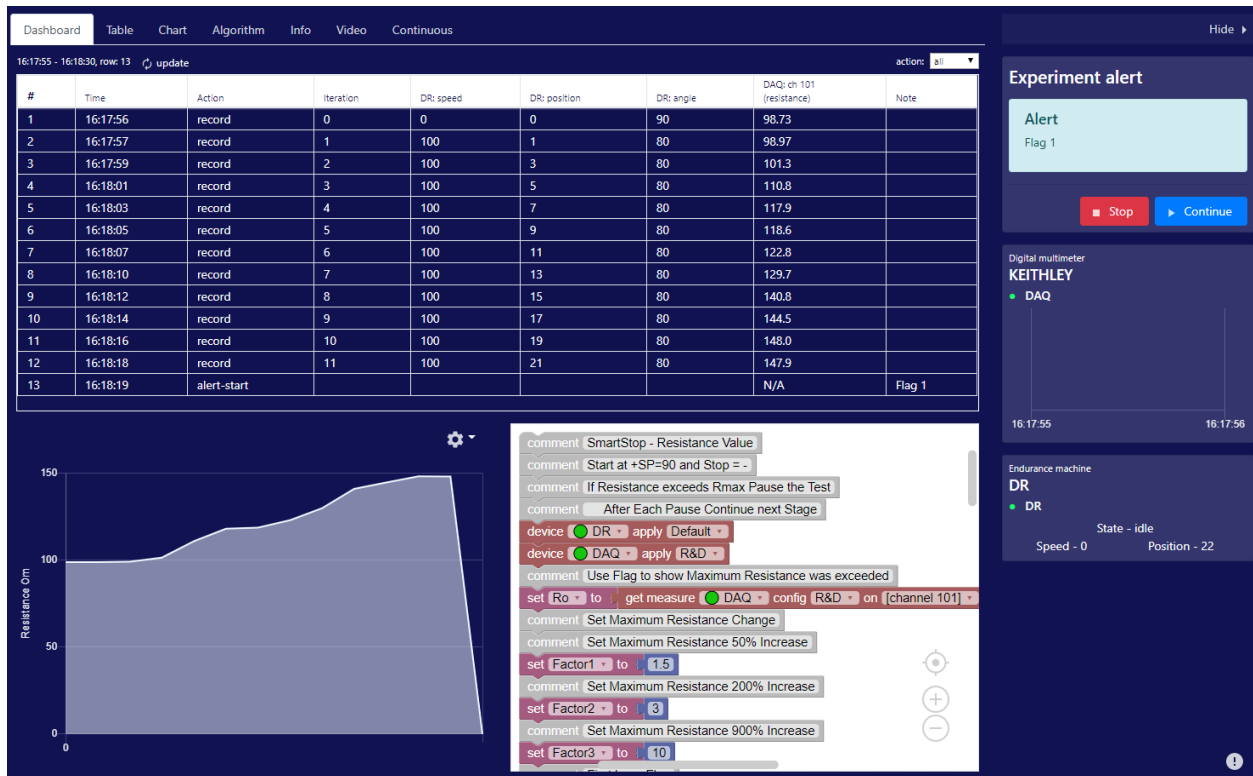 Dashboard Table Chart Algorithm Info Video Continuous
Hide
16:17:55 - 16:18:30, row: 13 update action: all
# Time Action Iteration DR: speed DR: position DR: angle DAQ: ch 101 (resistance) Note
1 16:17:56 record 0 0 0 90 98.73
2 16:17:57 record 1 100 1 80 98.97
3 16:17:59 record 2 100 3 80 101.3
4 16:18:01 record 3 100 5 80 110.8
5 16:18:03 record 4 100 7 80 117.9
6 16:18:05 record 5 100 9 80 118.6
7 16:18:07 record 6 100 11 80 122.8
8 16:18:10 record 7 100 13 80 129.7
9 16:18:12 record 8 100 15 80 140.8
10 16:18:14 record 9 100 17 80 144.5
11 16:18:16 record 10 100 19 80 148.0
12 16:18:18 record 11 100 21 80 147.9
13 16:18:19 alert-start N/A Flag 1
150
100
50
0
0
Resistance Om
comment SmartStop - Resistance Value
comment Start at +SP=90 and Stop = -
comment If Resistance exceeds Rmax Pause the Test
comment After Each Pause Continue next Stage
device DR apply Default
device DAQ apply R&D
comment Use Flag to show Maximum Resistance was exceeded
set Ro to get measure DAQ config R&D on [channel 101]
comment Set Maximum Resistance Change
comment Set Maximum Resistance 50% Increase
set Factor1 to 1.5
comment Set Maximum Resistance 200% Increase
set Factor2 to 3
comment Set Maximum Resistance 900% Increase
set Factor3 to 10
Experiment alert
Alert
Flag 1
Stop Continue
Digital multimeter
KEITHLEY
DAQ
16:17:55 16:17:56
Endurance machine
DR
DR
State - idle
Speed - 0 Position - 22